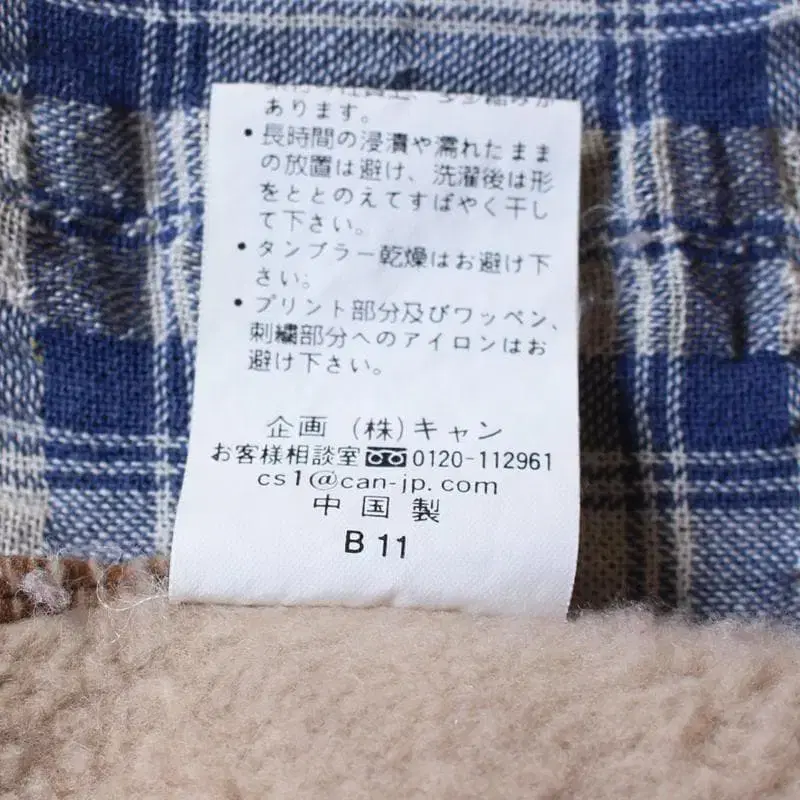 あります。
• 長時間の浸漬や濡れたまま
の放置は避け、洗濯後は形
をととのえてすばやく干し
て下さい。
• タンブラー乾燥はお避け下
さい。
• プリント部分及びワッペン、
刺繍部分へのアイロンはお
避け下さい。
企画 (株)キャン
お客様相談室 0120-112961
cs1@can-jp.com
中国製
B11